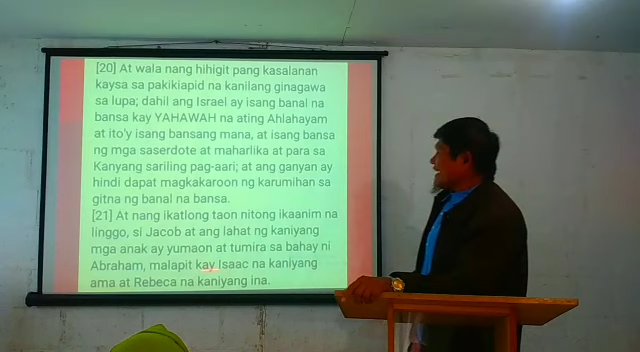 [20] At wala nang hihigit pang kasalanan
kaysa sa pakikiapid na kanilang ginagawa
sa lupa; dahil ang Israel ay isang banal na
bansa kay YAHAWAH na ating Ahlahayam
at ito'y isang bansang mana, at isang bansa
ng mga saserdote at maharlika at para sa
Kanyang sariling pag-aari; at ang ganyan ay
hindi dapat magkakaroon ng karumihan sa
gitna ng banal na bansa.
[21] At nang ikatlong taon nitong ikaanim na
linggo, si Jacob at ang lahat ng kaniyang
mga anak ay yumaon at tumira sa bahay ni
Abraham, malapit kay Isaac na kaniyang
ama at Rebeca na kaniyang ina.